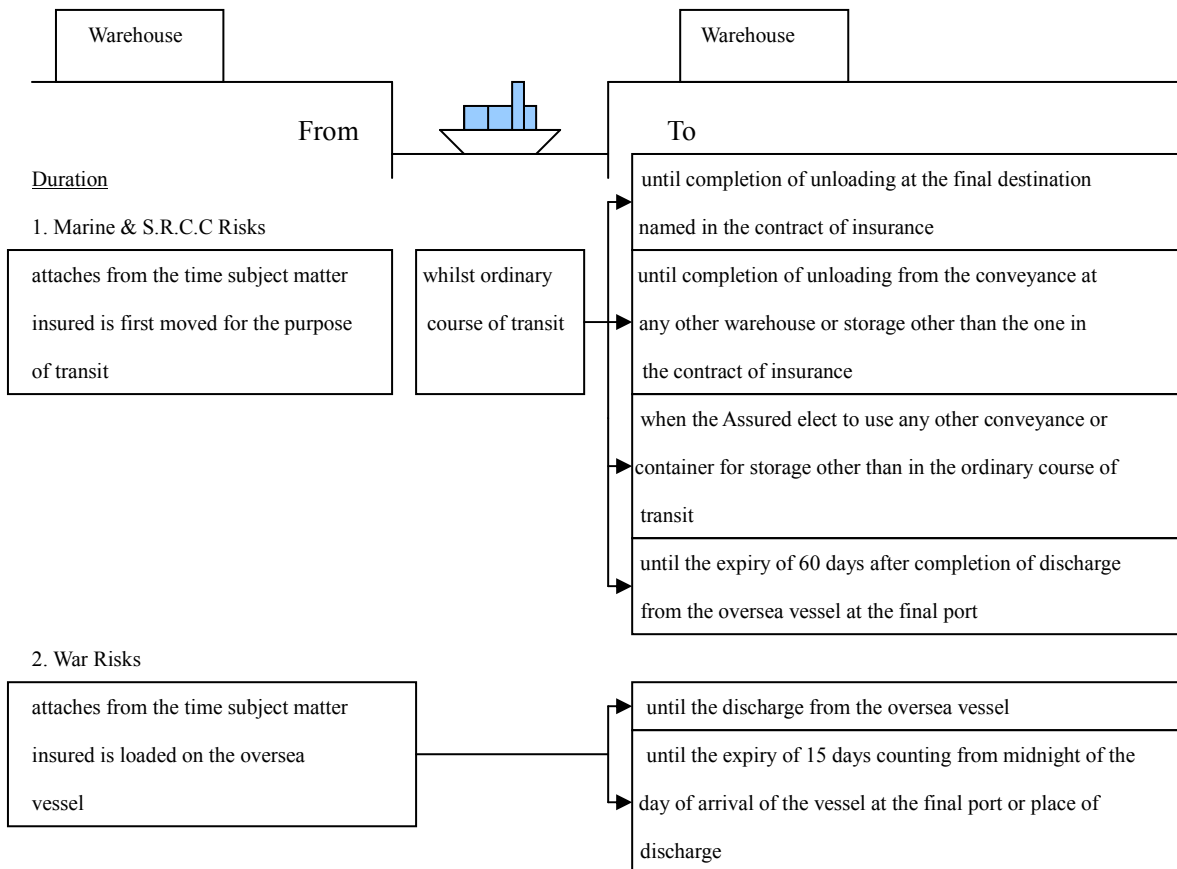 Warehouse
Warehouse
From
To
Duration
1. Marine & S.R.C.C Risks
attaches from the time subject matter
insured is first moved for the purpose
of transit
whilst ordinary
course of transit
until completion of unloading at the final destination
named in the contract of insurance
until completion of unloading from the conveyance at
any other warehouse or storage other than the one in
the contract of insurance
when the Assured elect to use any other conveyance or
container for storage other than in the ordinary course of
transit
until the expiry of 60 days after completion of discharge
from the oversea vessel at the final port
2. War Risks
attaches from the time subject matter
insured is loaded on the oversea
vessel
until the discharge from the oversea vessel
until the expiry of 15 days counting from midnight of the
day of arrival of the vessel at the final port or place of
discharge